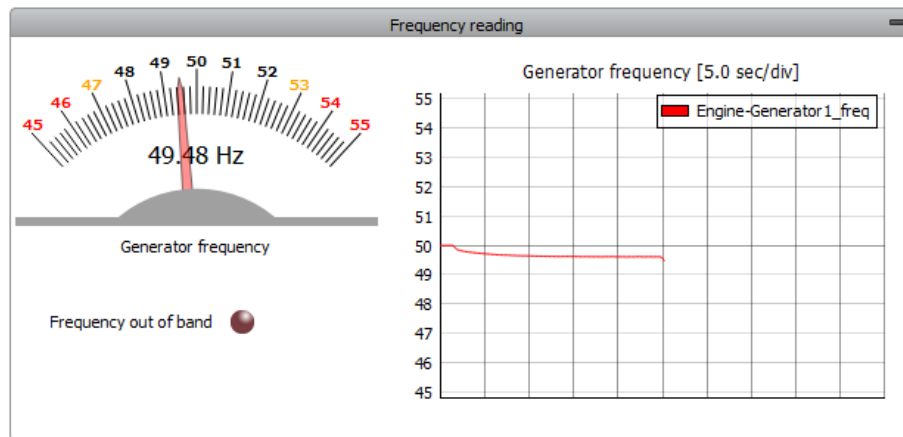 Frequency reading
45 46 47 48 49 50 51 52 53 54 55
49.48 Hz
Generator frequency
Frequency out of band
Generator frequency [5.0 sec/div]
Engine-Generator1_freq
55
54
53
52
51
50
49
48
47
46
45